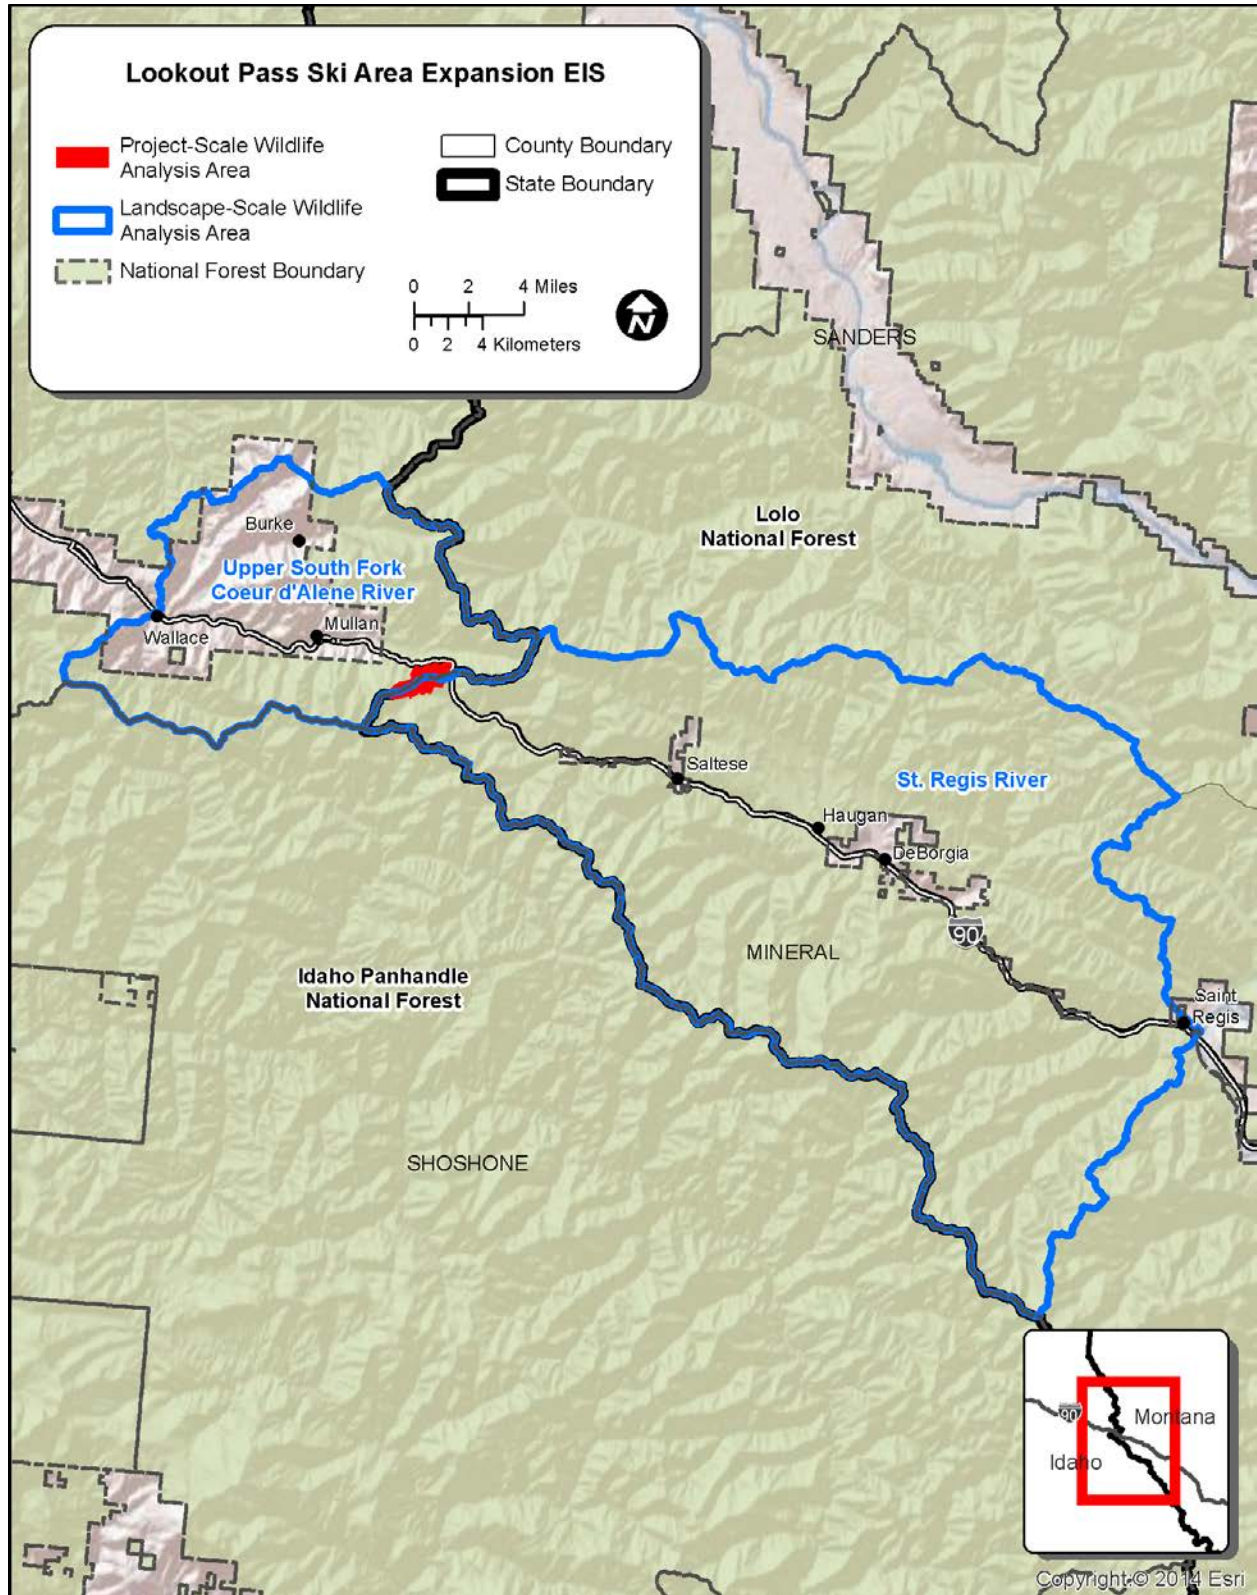 Lookout Pass Ski Area Expansion EIS
Project-Scale Wildlife
Analysis Area
Landscape-Scale Wildlife
Analysis Area
National Forest Boundary
County Boundary
State Boundary
0 2 4 Miles
0 2 4 Kilometers
N
SANDERS
Lolo
National Forest
Burke
Upper South Fork
Coeur d'Alene River
Wallace
Mullan
Saltese
St. Regis River
Haugan
DeBorgia
90
MINERAL
Idaho Panhandle
National Forest
Saint
Regis
SHOSHONE
90
Montana
Idaho
Copyright:© 2014 Esri